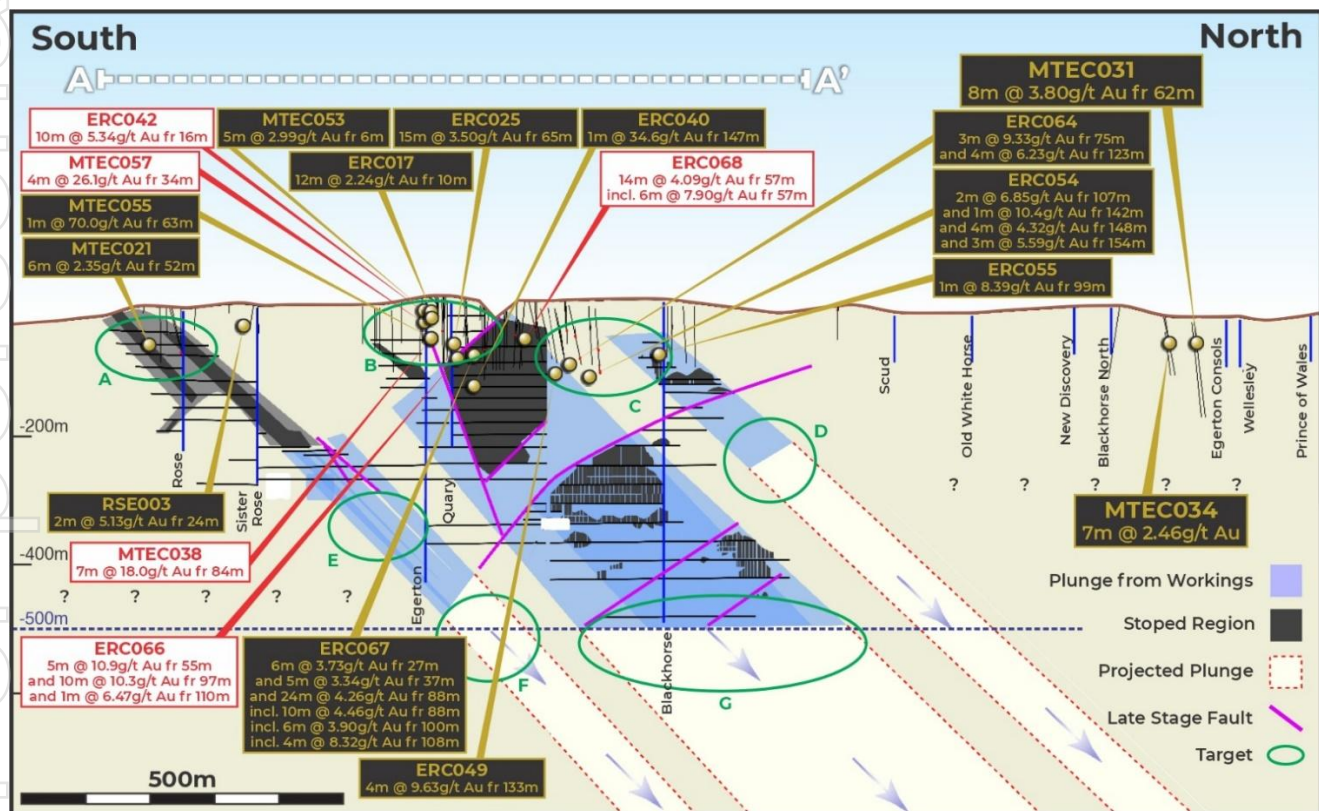 South
North
A
A'
MTEC031
8m @ 3.80g/t Au fr 62m
ERC042
10m @ 5.34g/t Au fr 16m
MTEC053
5m @ 2.99g/t Au fr 6m
ERC025
15m @ 3.50g/t Au fr 65m
ERC040
1m @ 34.6g/t Au fr 147m
ERC064
3m @ 9.33g/t Au fr 75m
and 4m @ 6.23g/t Au fr 123m
MTEC057
4m @ 26.1g/t Au fr 34m
ERC017
12m @ 2.24g/t Au fr 10m
ERC068
14m @ 4.09g/t Au fr 57m
incl. 6m @ 7.90g/t Au fr 57m
ERC054
2m @ 6.85g/t Au fr 107m
and 1m @ 10.4g/t Au fr 142m
and 4m @ 4.32g/t Au fr 148m
and 3m @ 5.59g/t Au fr 154m
MTEC055
1m @ 70.0g/t Au fr 63m
MTEC021
6m @ 2.35g/t Au fr 52m
ERC055
1m @ 8.39g/t Au fr 99m
A
B
C
D
E
F
G
-200m
-400m
-500m
Rose
Sister
Rose
Egerton
Quary
Blackhorse
Scud
Old White Horse
New Discovery
Blackhorse North
Egerton Consols
Wellesley
Prince of Wales
? ? ? ? ?
? ? ? ? ?
RSE003
2m @ 5.13g/t Au fr 24m
MTEC034
7m @ 2.46g/t Au
MTEC038
7m @ 18.0g/t Au fr 84m
ERC066
5m @ 10.9g/t Au fr 55m
and 10m @ 10.3g/t Au fr 97m
and 1m @ 6.47g/t Au fr 110m
ERC067
6m @ 3.73g/t Au fr 27m
and 5m @ 3.34g/t Au fr 37m
and 24m @ 4.26g/t Au fr 88m
incl. 10m @ 4.46g/t Au fr 88m
incl. 6m @ 3.90g/t Au fr 100m
incl. 4m @ 8.32g/t Au fr 108m
ERC049
4m @ 9.63g/t Au fr 133m
Plunge from Workings
Stoped Region
Projected Plunge
Late Stage Fault
Target
500m